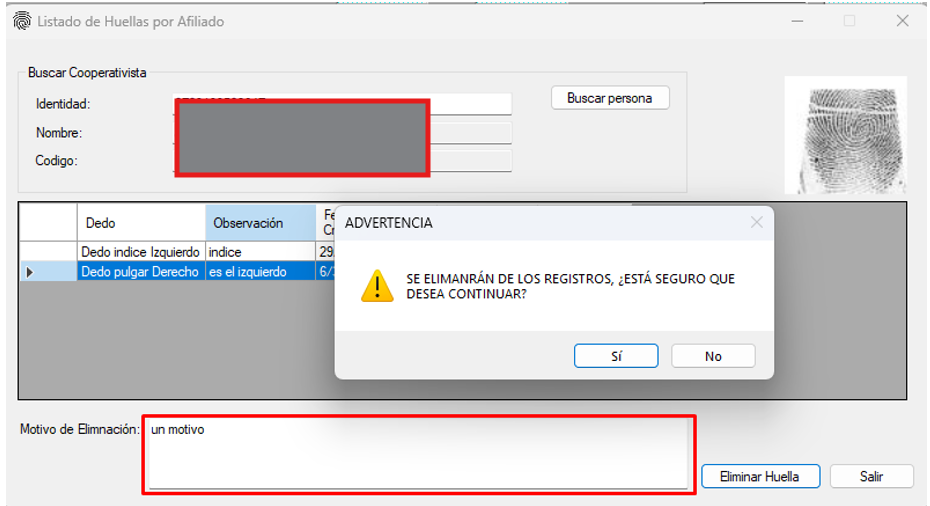 Listado de Huellas por Afiliado
Buscar Cooperativista
Identidad:
Buscar persona
Nombre:
Codigo:
Dedo Observación
ADVERTENCIA
Dedo indice Izquierdo indice 29
Dedo pulgar Derecho es el izquierdo 6/
SE ELIMANRÁN DE LOS REGISTROS, ¿ESTÁ SEGURO QUE
DESEA CONTINUAR?
Sí No
Motivo de Elimnación: un motivo
Eliminar Huella Salir